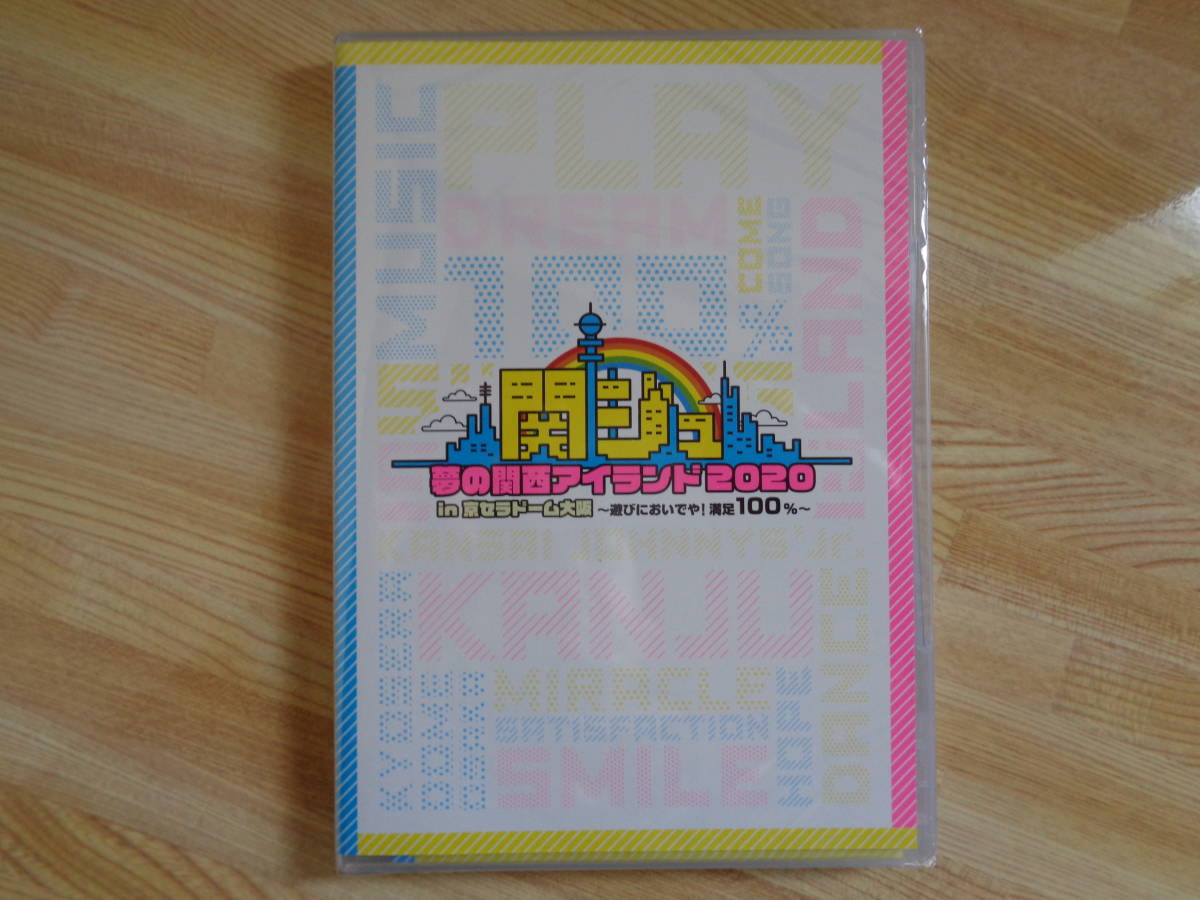 MUSIC
PLAY
DREAM
COME
SONG
100%
ISLAND
関ジュ
夢の関西アイランド2020
in 京セラドーム大阪 ～遊びにおいでや!満足100%～
KANSAI JOHNNYS' Jr.
KANJU
KYOCERA
DOME
OSAKA
MIRACLE
SATISFACTION
SMILE
HOPE
DANCE